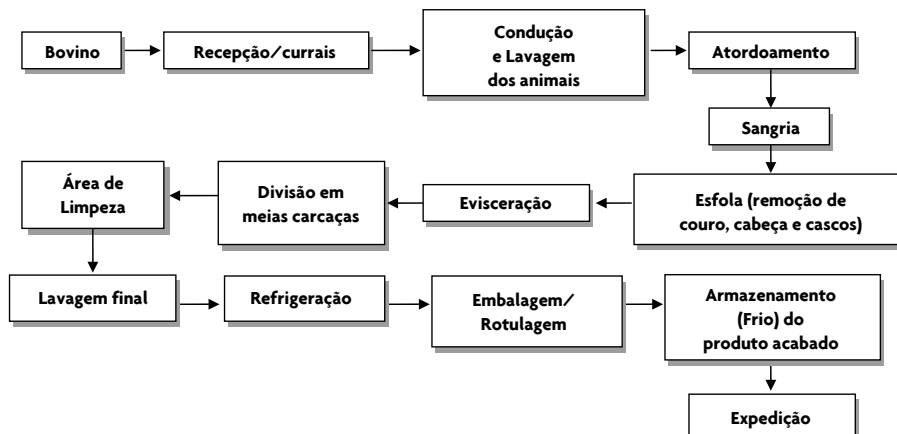 Bovino
Recepção/currais
Condução
e Lavagem
dos animais
Atordoamento
Sangria
Esfola (remoção de
couro, cabeça e cascos)
Evisceração
Divisão em
meias carcaças
Área de
Limpeza
Lavagem final
Refrigeração
Embalagem/
Rotulagem
Armazenamento
(Frio) do
produto acabado
Expedição